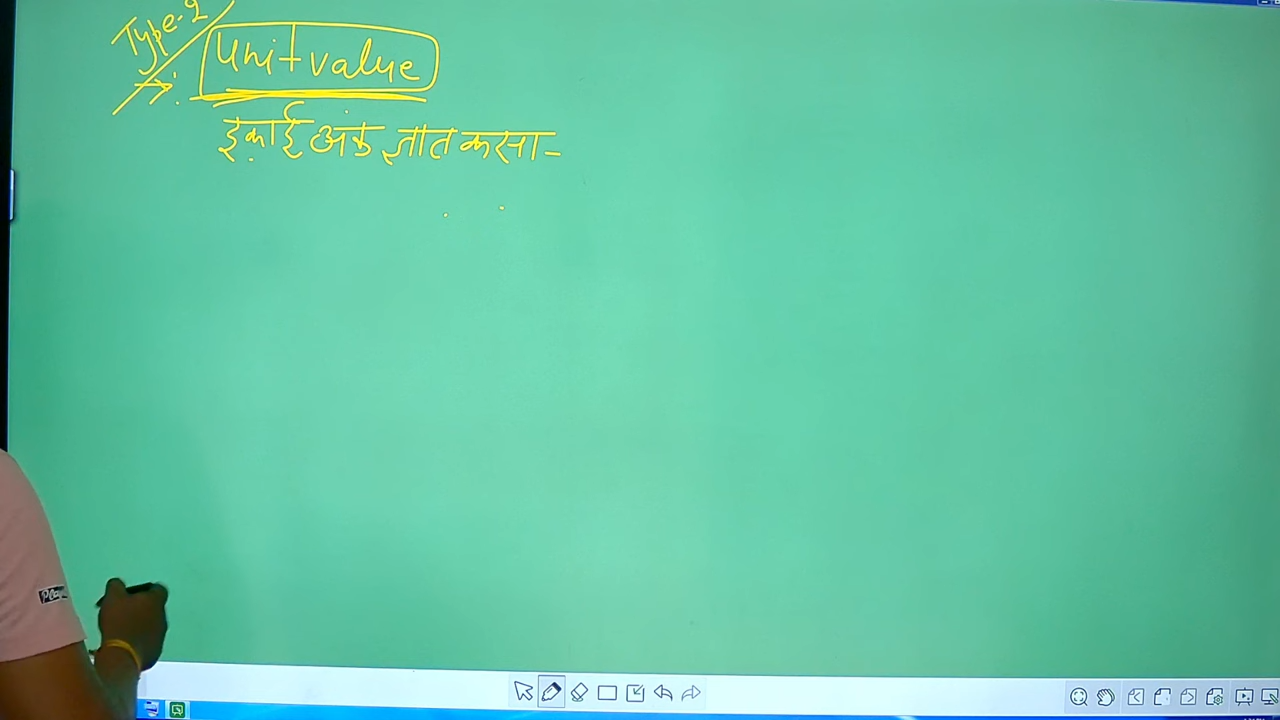 Type-2
→: Unit value
इकाई अंक ज्ञात करना-